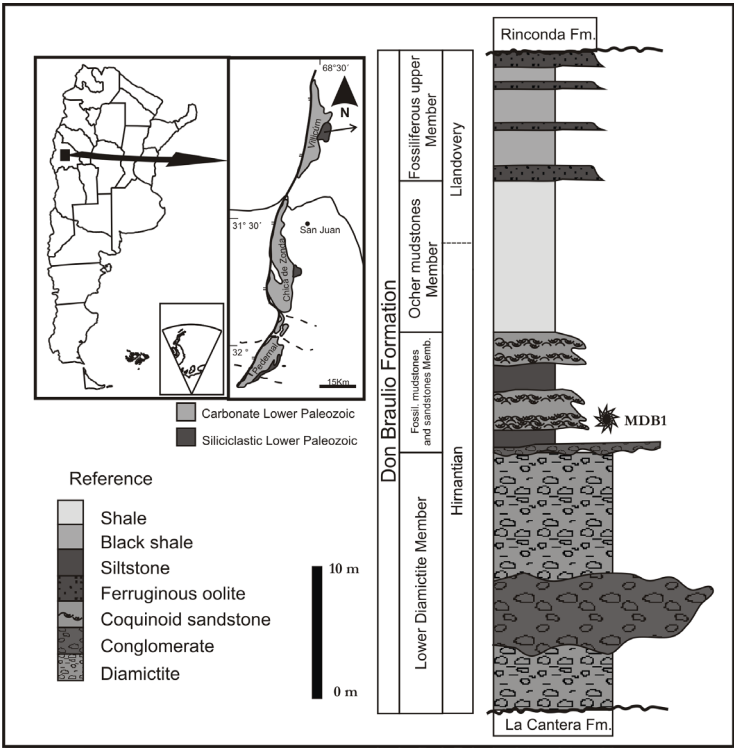 Rinconda Fm.
68°30´
N
Villicum
31° 30´
San Juan
Chica de Zonda
32 °
Pedernal
15Km
Carbonate Lower Paleozoic
Siliciclastic Lower Paleozoic
Reference
Shale
Black shale
Siltstone
Ferruginous oolite
Coquinoid sandstone
Conglomerate
Diamictite
10 m
0 m
Don Braulio Formation
Fossiliferous upper
Member
Ocher mudstones
Member
Fossil. mudstones
and sandstones Memb.
Lower Diamictite Member
Llandovery
Hirnantian
MDB1
La Cantera Fm.